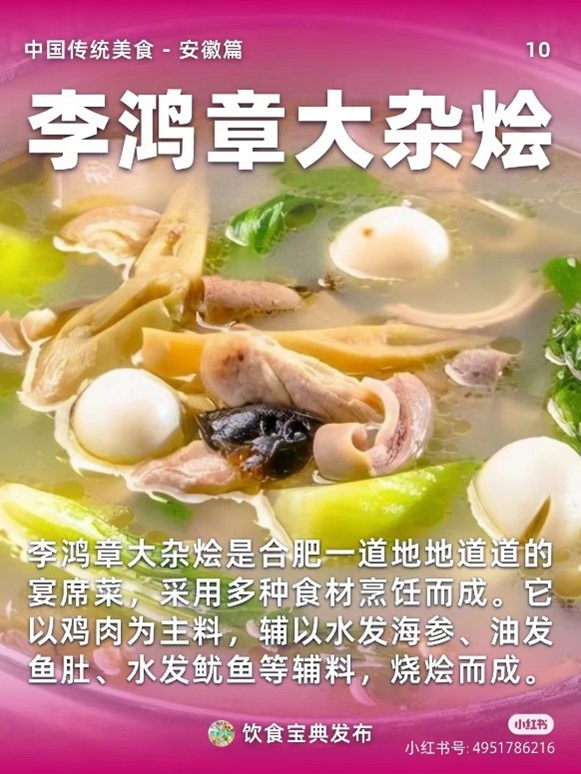 中国传统美食 - 安徽篇
10
李鸿章大杂烩
李鸿章大杂烩是合肥一道地地道道的
宴席菜，采用多种食材烹饪而成。它
以鸡肉为主料，辅以水发海参、油发
鱼肚、水发鱿鱼等辅料，烧烩而成。
饮食宝典发布
小红书
小红书号: 4951786216